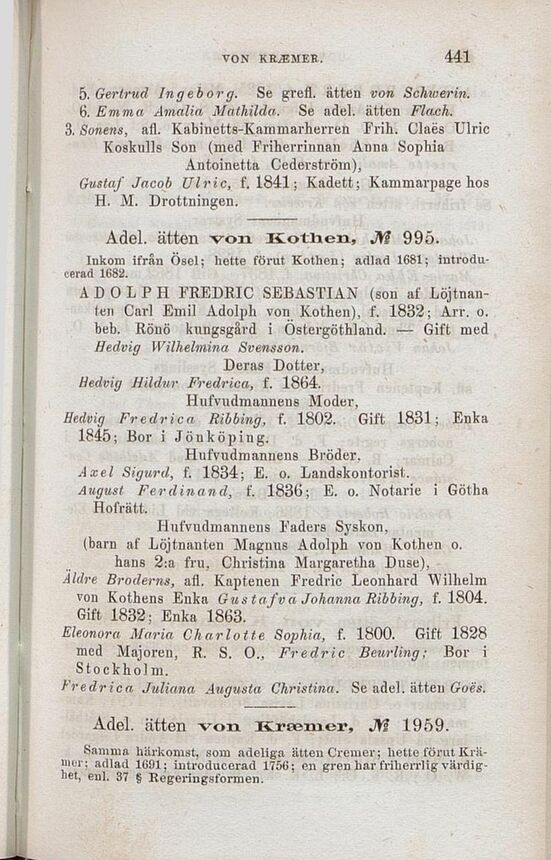 VON KRÆMER. 441
5. Gertrud Ingeborg. Se grefl. ätten von Schwerin.
6. Emma Amalia Mathilda. Se adel. ätten Flach.
3. Sonens, afl. Kabinetts-Kammarherren Frih. Claës Ulric
Koskulls Son (med Friherrinnan Anna Sophia
Antoinetta Cederström),
Gustaf Jacob Ulric, f. 1841; Kadett; Kammarpage hos
H. M. Drottningen.
Adel. ätten von Kothen, № 995.
Inkom ifrån Ösel; hette förut Kothen; adlad 1681; introdu-
cerad 1682.
ADOLPH FREDRIC SEBASTIAN (son af Löjtnan-
ten Carl Emil Adolph von Kothen), f. 1832; Arr. o.
beb. Rönö kungsgård i Östergöthland. — Gift med
Hedvig Wilhelmina Svensson.
Deras Dotter,
Hedvig Hildur Fredrica, f. 1864.
Hufvudmannens Moder,
Hedvig Fredrica Ribbing, f. 1802. Gift 1831; Enka
1845; Bor i Jönköping.
Hufvudmannens Bröder,
Axel Sigurd, f. 1834; E. o. Landskontorist.
August Ferdinand, f. 1836; E. o. Notarie i Götha
Hofrätt.
Hufvudmannens Faders Syskon,
(barn af Löjtnanten Magnus Adolph von Kothen o.
hans 2:a fru, Christina Margaretha Duse),
Äldre Broderns, afl. Kaptenen Fredric Leonhard Wilhelm
von Kothens Enka Gustafva Johanna Ribbing, f. 1804.
Gift 1832; Enka 1863.
Eleonora Maria Charlotte Sophia, f. 1800. Gift 1828
med Majoren, R. S. O., Fredric Beurling; Bor i
Stockholm.
Fredrica Juliana Augusta Christina. Se adel. ätten Goës.
Adel. ätten von Kræmer, № 1959.
Samma härkomst, som adeliga ätten Cremer; hette förut Krä-
mer; adlad 1691; introducerad 1756; en gren har friherrlig värdig-
het, enl. 37 § Regeringsformen.